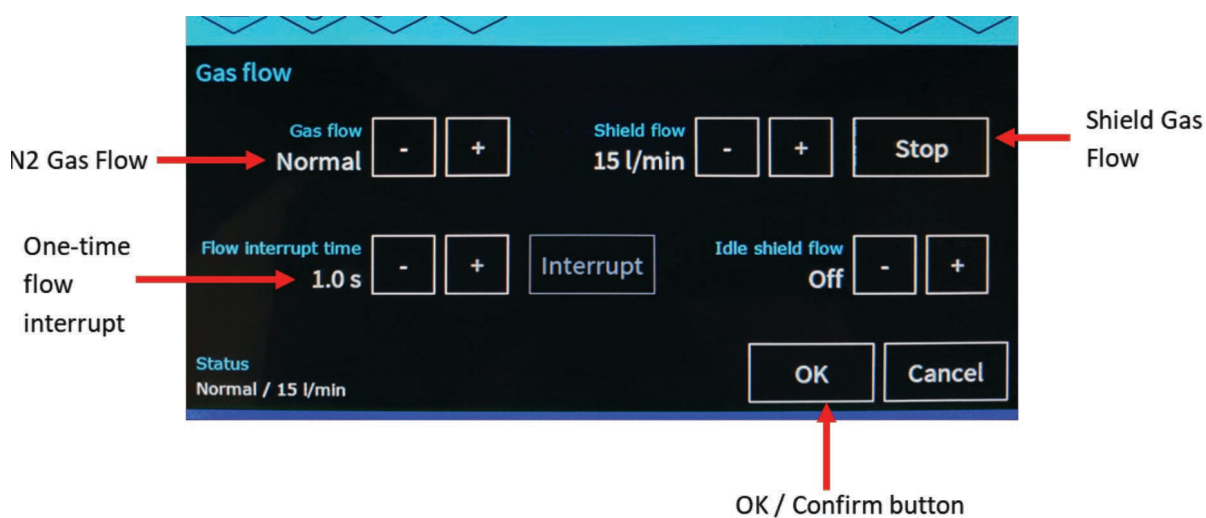 Gas flow
Gas flow
Normal
-
+
Shield flow
15 l/min
-
+
Stop
Shield Gas
Flow
N2 Gas Flow
One-time
flow
interrupt
Flow interrupt time
1.0 s
-
+
Interrupt
Idle shield flow
Off
-
+
Status
Normal / 15 l/min
OK
Cancel
OK / Confirm button